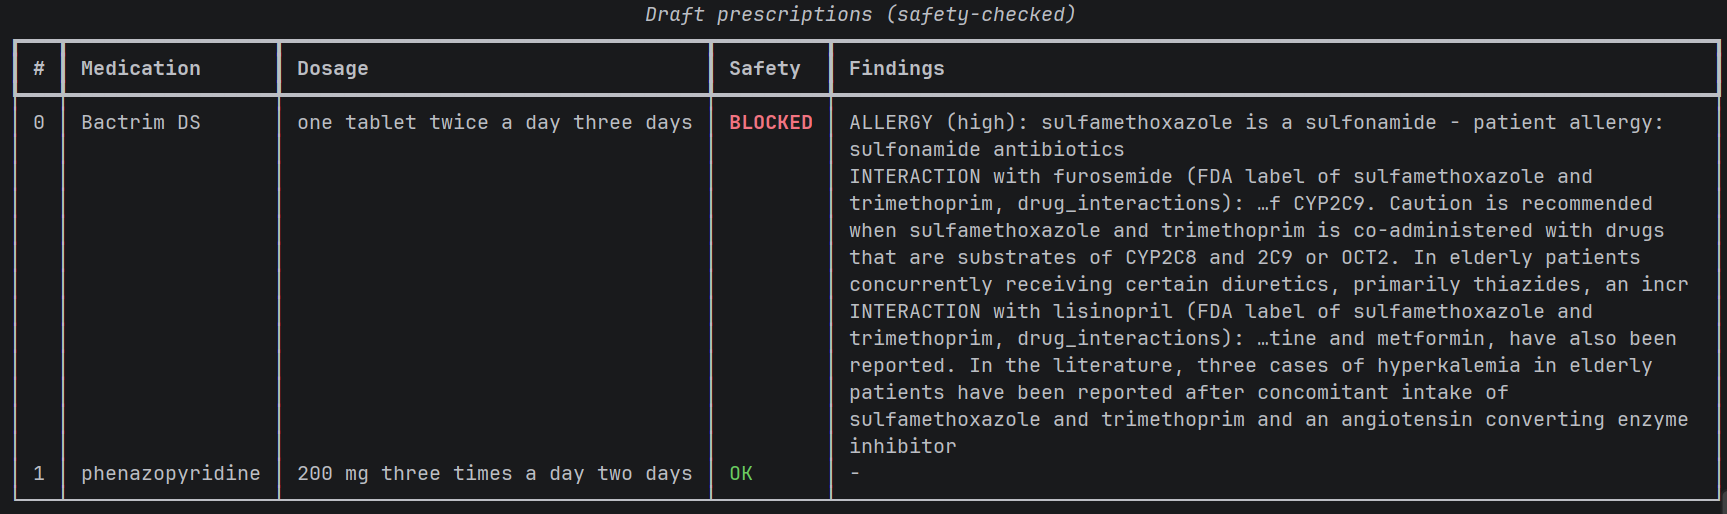 Draft prescriptions (safety-checked)
# Medication Dosage Safety Findings
0 Bactrim DS one tablet twice a day three days BLOCKED ALLERGY (high): sulfamethoxazole is a sulfonamide - patient allergy:
sulfonamide antibiotics
INTERACTION with furosemide (FDA label of sulfamethoxazole and
trimethoprim, drug_interactions): …f CYP2C9. Caution is recommended
when sulfamethoxazole and trimethoprim is co-administered with drugs
that are substrates of CYP2C8 and 2C9 or OCT2. In elderly patients
concurrently receiving certain diuretics, primarily thiazides, an incr
INTERACTION with lisinopril (FDA label of sulfamethoxazole and
trimethoprim, drug_interactions): …tine and metformin, have also been
reported. In the literature, three cases of hyperkalemia in elderly
patients have been reported after concomitant intake of
sulfamethoxazole and trimethoprim and an angiotensin converting enzyme
inhibitor
1 phenazopyridine 200 mg three times a day two days OK -